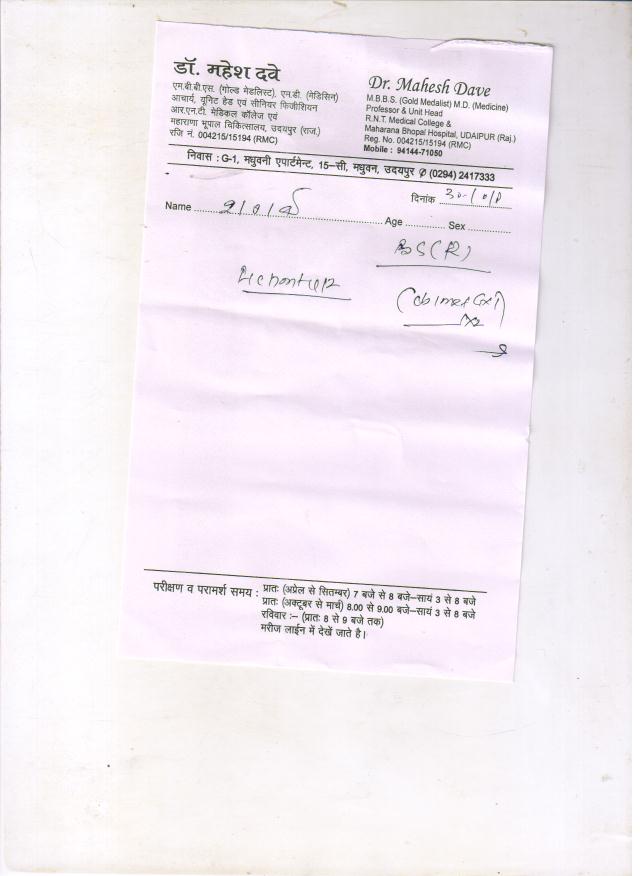 डॉ. महेश दवे
एम.बी.बी.एस. (गोल्ड मेडलिस्ट), एम.डी. (मेडिसिन)
आचार्य, यूनिट हेड एवं सीनियर फिजीशियन
आर.एन.टी. मेडिकल कॉलेज एवं
महाराणा भूपाल चिकित्सालय, उदयपुर (राज.)
रजि नं. 004215/15194 (RMC)
Dr. Mahesh Dave
M.B.B.S. (Gold Medalist) M.D. (Medicine)
Professor & Unit Head
R.N.T. Medical College &
Maharana Bhopal Hospital, UDAIPUR (Raj.)
Reg. No. 004215/15194 (RMC)
Mobile : 94144-71050
निवास : G-1, मधुवनी एपार्टमेन्ट, 15–सी, मधुवन, उदयपुर ✆ (0294) 2417333
दिनांक
Name Age Sex
BS(R)
परीक्षण व परामर्श समय : प्रातः (अप्रेल से सितम्बर) 7 बजे से 8 बजे–सायं 3 से 8 बजे
प्रातः (अक्टूबर से मार्च) 8.00 से 9.00 बजे–सायं 3 से 8 बजे
रविवार :– (प्रातः 8 से 9 बजे तक)
मरीज लाईन में देखें जाते है।